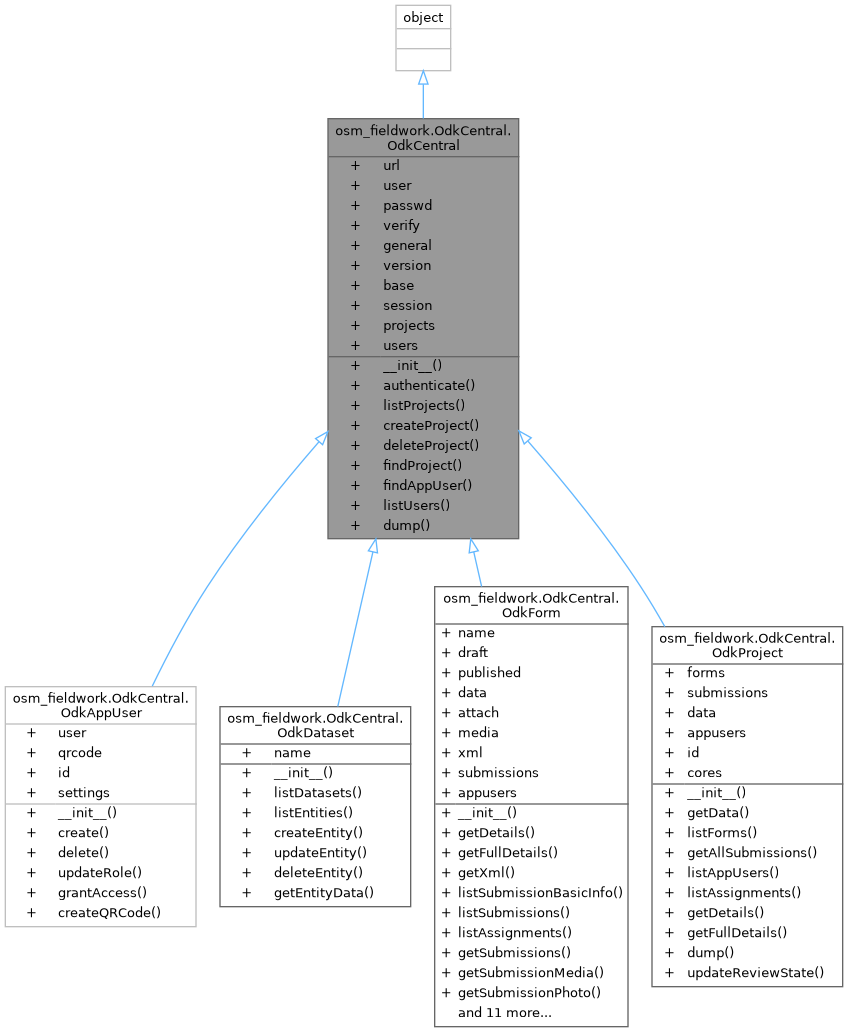 object
osm_fieldwork.OdkCentral.
OdkCentral
+ url
+ user
+ passwd
+ verify
+ general
+ version
+ base
+ session
+ projects
+ users
+ __init__()
+ authenticate()
+ listProjects()
+ createProject()
+ deleteProject()
+ findProject()
+ findAppUser()
+ listUsers()
+ dump()
osm_fieldwork.OdkCentral.
OdkAppUser
+ user
+ qrcode
+ id
+ settings
+ __init__()
+ create()
+ delete()
+ updateRole()
+ grantAccess()
+ createQRCode()
osm_fieldwork.OdkCentral.
OdkDataset
+ name
+ __init__()
+ listDatasets()
+ listEntities()
+ createEntity()
+ updateEntity()
+ deleteEntity()
+ getEntityData()
osm_fieldwork.OdkCentral.
OdkForm
+ name
+ draft
+ published
+ data
+ attach
+ media
+ xml
+ submissions
+ appusers
+ __init__()
+ getDetails()
+ getFullDetails()
+ getXml()
+ listSubmissionBasicInfo()
+ listSubmissions()
+ listAssignments()
+ getSubmissions()
+ getSubmissionMedia()
+ getSubmissionPhoto()
and 11 more...
osm_fieldwork.OdkCentral.
OdkProject
+ forms
+ submissions
+ data
+ appusers
+ id
+ cores
+ __init__()
+ getData()
+ listForms()
+ getAllSubmissions()
+ listAppUsers()
+ listAssignments()
+ getDetails()
+ getFullDetails()
+ dump()
+ updateReviewState()